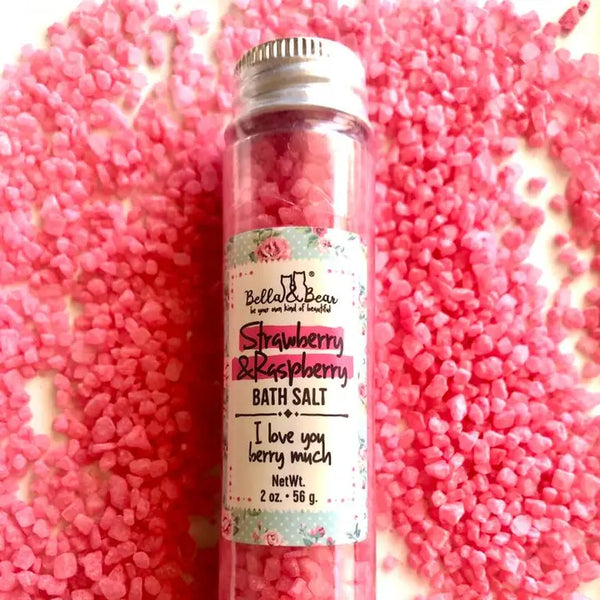 Bella & Bear ®
be your own kind of beautiful
Strawberry
& Raspberry
BATH SALT
I love you
berry much
NetWt.
2 oz. • 56 g.